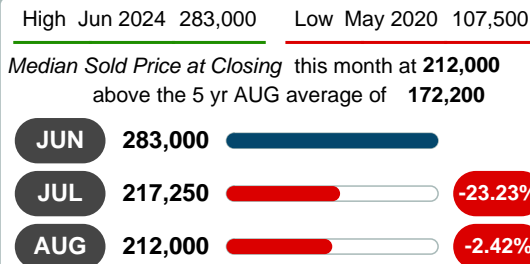 High Jun 2024 283,000 Low May 2020 107,500
Median Sold Price at Closing this month at 212,000
above the 5 yr AUG average of 172,200
JUN 283,000
JUL 217,250 -23.23%
AUG 212,000 -2.42%